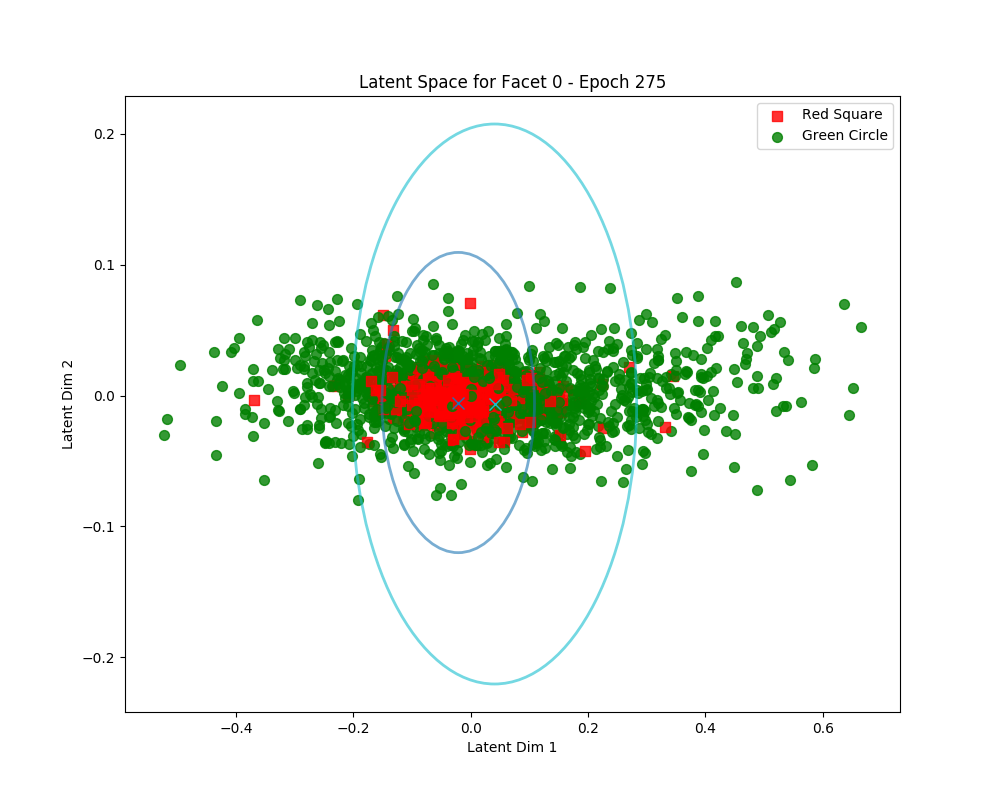 Latent Space for Facet 0 - Epoch 275
Red Square
Green Circle
0.2
0.1
0.0
−0.1
−0.2
Latent Dim 2
−0.4
−0.2
0.0
0.2
0.4
0.6
Latent Dim 1